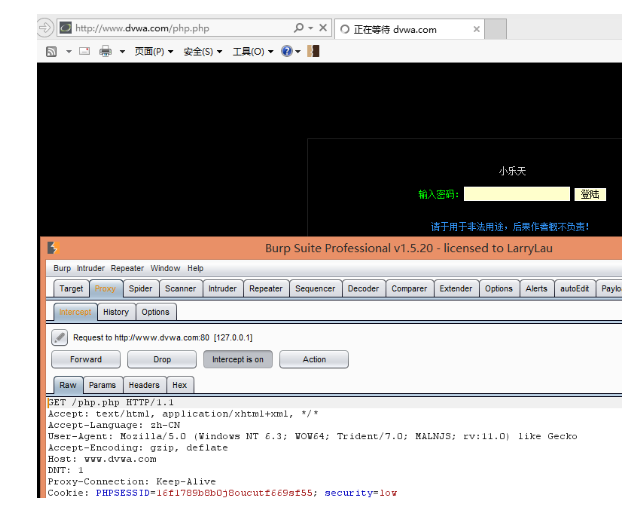 http://www.dvwa.com/php.php
正在等待 dvwa.com
页面(P) 安全(S) 工具(O)
小乐天
输入密码: 登陆
请于用于非法用途，后果作者概不负责!
Burp Suite Professional v1.5.20 - licensed to LarryLau
Burp Intruder Repeater Window Help
Target Proxy Spider Scanner Intruder Repeater Sequencer Decoder Comparer Extender Options Alerts autoEdit Paylo
Intercept History Options
Request to http://www.dvwa.com:80 [127.0.0.1]
Forward Drop Intercept is on Action
Raw Params Headers Hex
GET /php.php HTTP/1.1
Accept: text/html, application/xhtml+xml, */*
Accept-Language: zh-CN
User-Agent: Mozilla/5.0 (Windows NT 6.3; WOW64; Trident/7.0; MALNJS; rv:11.0) like Gecko
Accept-Encoding: gzip, deflate
Host: www.dvwa.com
DNT: 1
Proxy-Connection: Keep-Alive
Cookie: PHPSESSID=16f1789b8b0j8oucutf669sf55; security=low